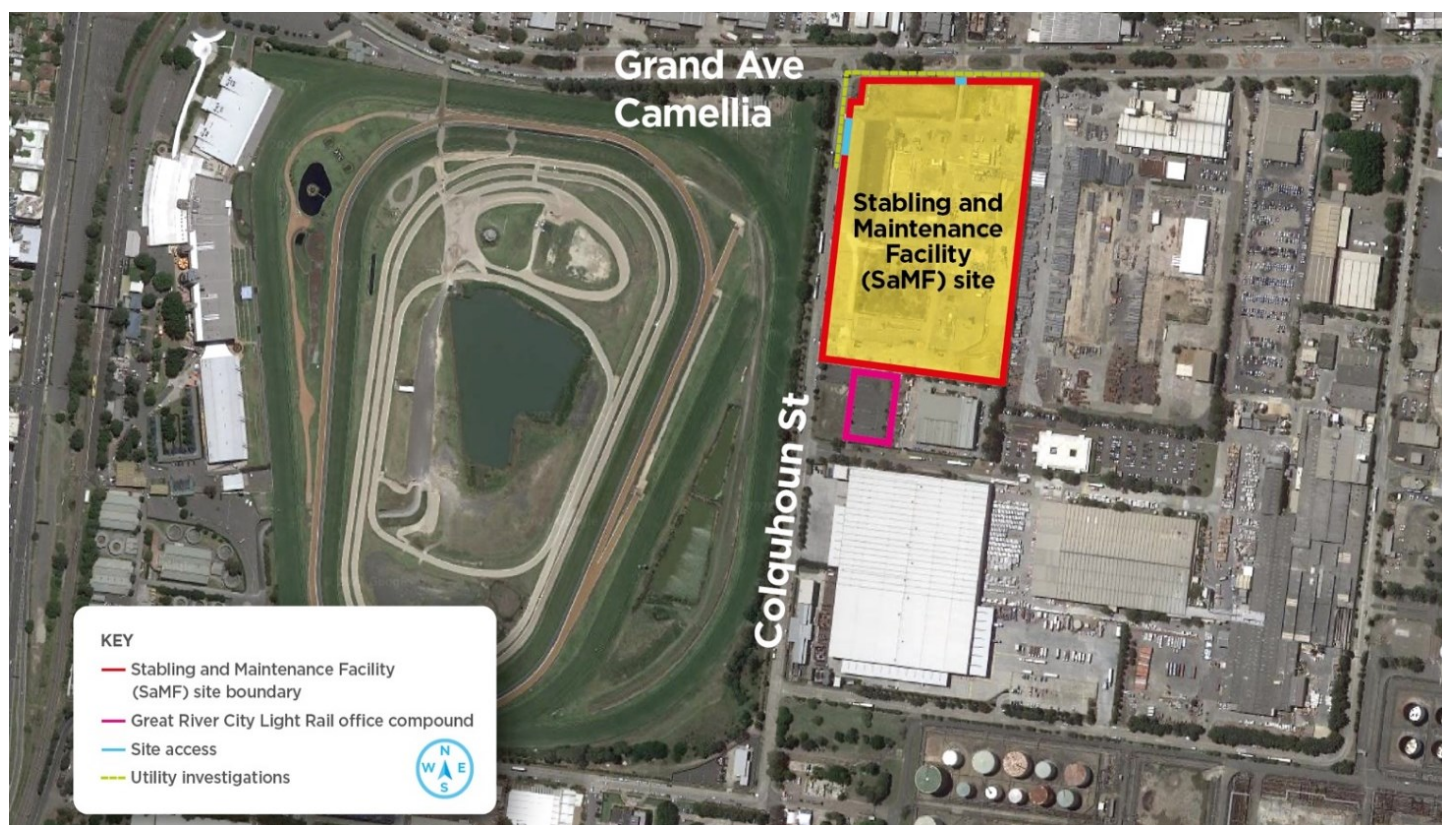 Grand Ave
Camellia
Stabling and
Maintenance
Facility
(SaMF) site
Colquhoun St
KEY
Stabling and Maintenance Facility
(SaMF) site boundary
Great River City Light Rail office compound
Site access
Utility investigations
N
W E
S